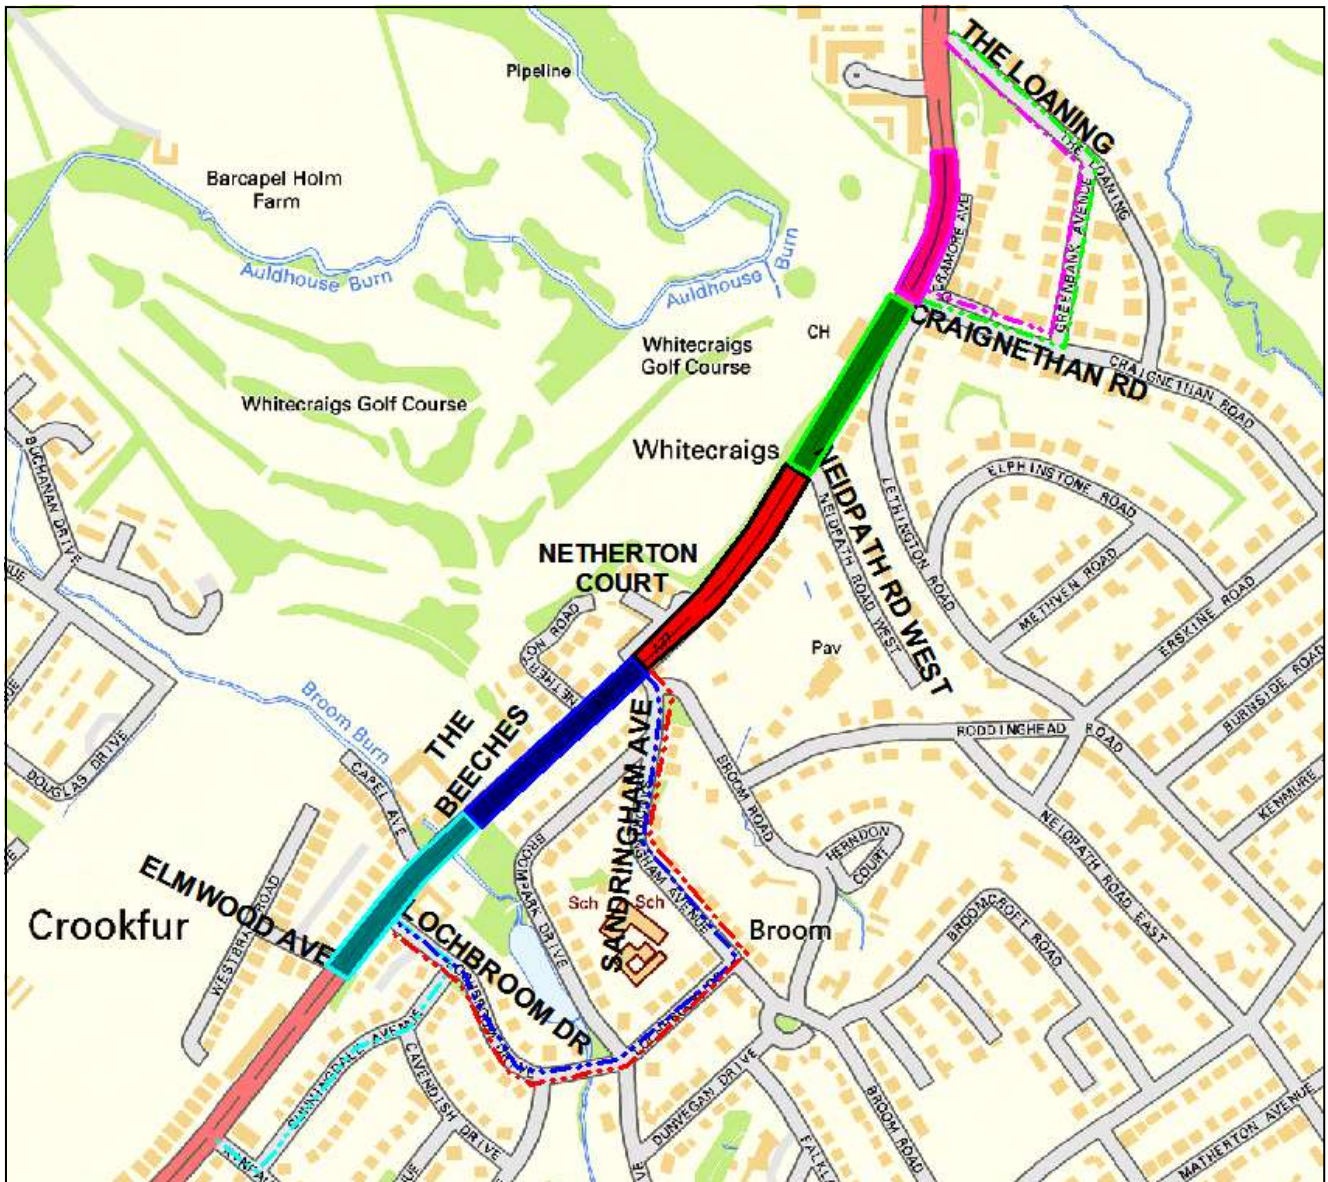 Pipeline
THE LOANING
THE LOANING
Barcapel Holm
Farm
Auldhouse Burn
Auldhouse Burn
GREENBANK AVENUE
CH
Whitecraigs
Golf Course
CRAIGNETHAN RD
CRAIGNETHAN ROAD
Whitecraigs Golf Course
Whitecraigs
BUCHANAN DRIVE
NEIDPATH RD WEST
NEIDPATH ROAD WEST
LETHINGTON ROAD
ELPHINSTONE ROAD
METHVEN ROAD
ERSKINE ROAD
BURNSIDE ROAD
NETHERTON
COURT
Pav
Broom Burn
THE
BEECHES
SANDRINGHAM AVE
RODDINGHEAD ROAD
DOUGLAS DRIVE
CAPEL AVE
BROOM ROAD
KENMURE
HERNDON
COURT
NEIDPATH ROAD EAST
BROOMPARK DRIVE
ELMWOOD AVE
Crookfur
LOCHBROOM DR
Sch
Sch
Broom
BROOMCROFT ROAD
CAVENDISH DRIVE
DUNVEGAN DRIVE
BROOM ROAD
MATHERTON AVENUE